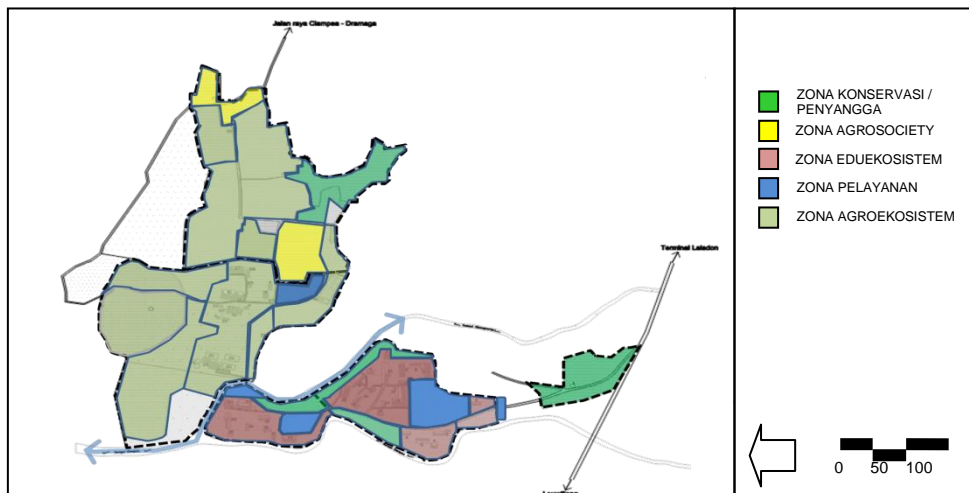 Jalan raya Ciampea - Dramaga
ZONA KONSERVASI /
PENYANGGA
ZONA AGROSOCIETY
ZONA EDUEKOSISTEM
ZONA PELAYANAN
ZONA AGROEKOSISTEM
Terminal Laladon
0 50 100